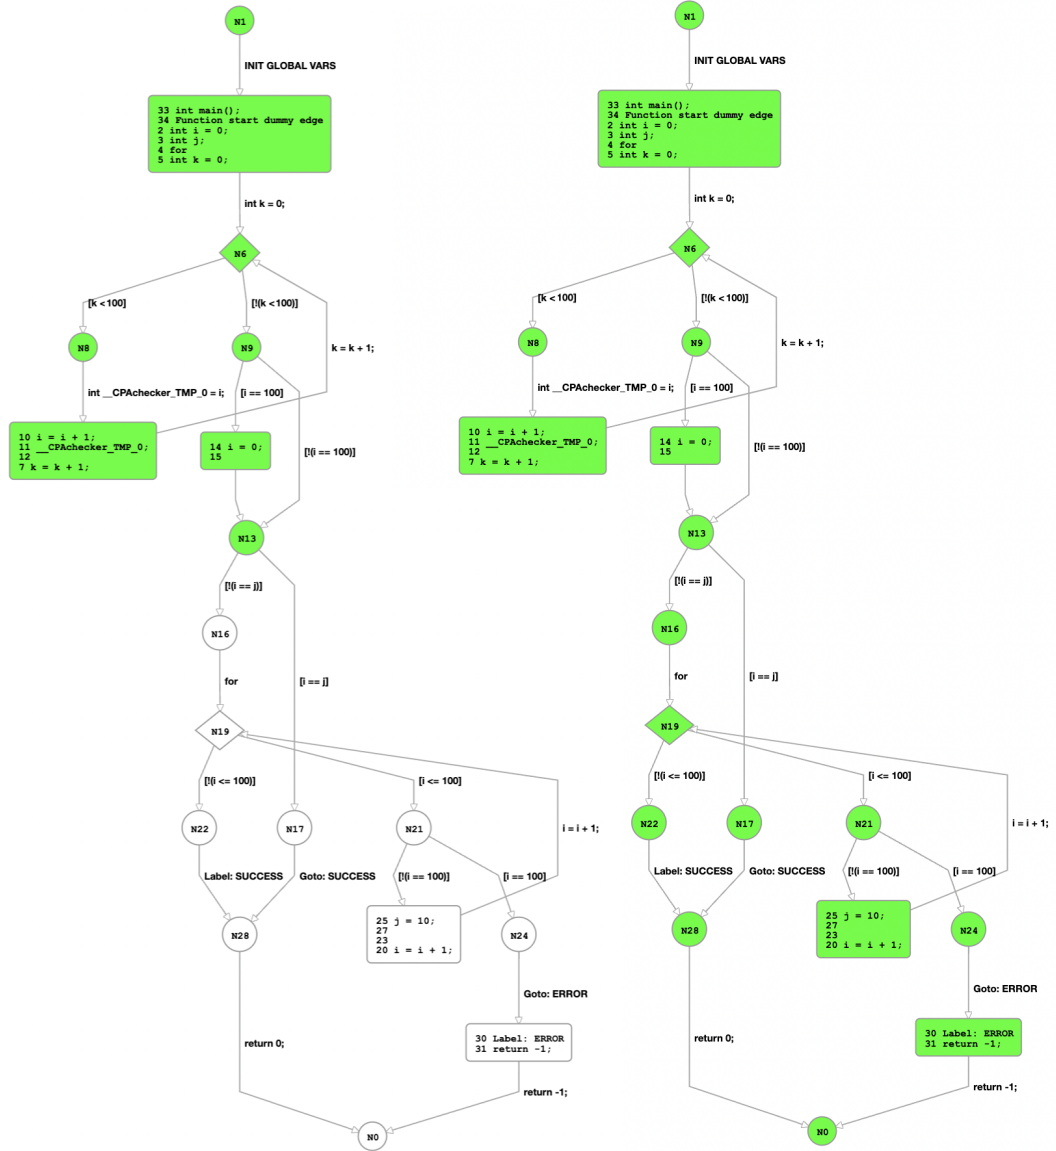 N1
INIT GLOBAL VARS
33 int main();
34 Function start dummy edge
2 int i = 0;
3 int j;
4 for
5 int k = 0;
int k = 0;
N6
[k < 100]
[!(k < 100)]
N8
N9
k = k + 1;
int __CPAchecker_TMP_0 = i;
[i == 100]
10 i = i + 1;
11 __CPAchecker_TMP_0;
12
7 k = k + 1;
14 i = 0;
15
[!(i == 100)]
N13
[!(i == j)]
N16
for
[i == j]
N19
[!(i <= 100)]
[i <= 100]
N22
N17
N21
i = i + 1;
Label: SUCCESS
Goto: SUCCESS
[!(i == 100)]
[i == 100]
25 j = 10;
27
23
20 i = i + 1;
N28
N24
Goto: ERROR
30 Label: ERROR
31 return -1;
return 0;
return -1;
N0
N1
INIT GLOBAL VARS
33 int main();
34 Function start dummy edge
2 int i = 0;
3 int j;
4 for
5 int k = 0;
int k = 0;
N6
[k < 100]
[!(k < 100)]
N8
N9
k = k + 1;
int __CPAchecker_TMP_0 = i;
[i == 100]
10 i = i + 1;
11 __CPAchecker_TMP_0;
12
7 k = k + 1;
14 i = 0;
15
[!(i == 100)]
N13
[!(i == j)]
N16
for
[i == j]
N19
[!(i <= 100)]
[i <= 100]
N22
N17
N21
i = i + 1;
Label: SUCCESS
Goto: SUCCESS
[!(i == 100)]
[i == 100]
25 j = 10;
27
23
20 i = i + 1;
N28
N24
Goto: ERROR
30 Label: ERROR
31 return -1;
return 0;
return -1;
N0